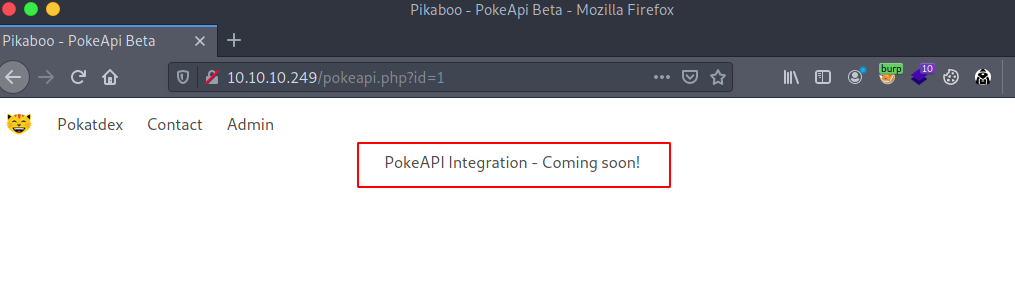 Pikaboo - PokeApi Beta - Mozilla Firefox
Pikaboo - PokeApi Beta
10.10.10.249/pokeapi.php?id=1
burp
10
Pokatdex Contact Admin
PokeAPI Integration - Coming soon!